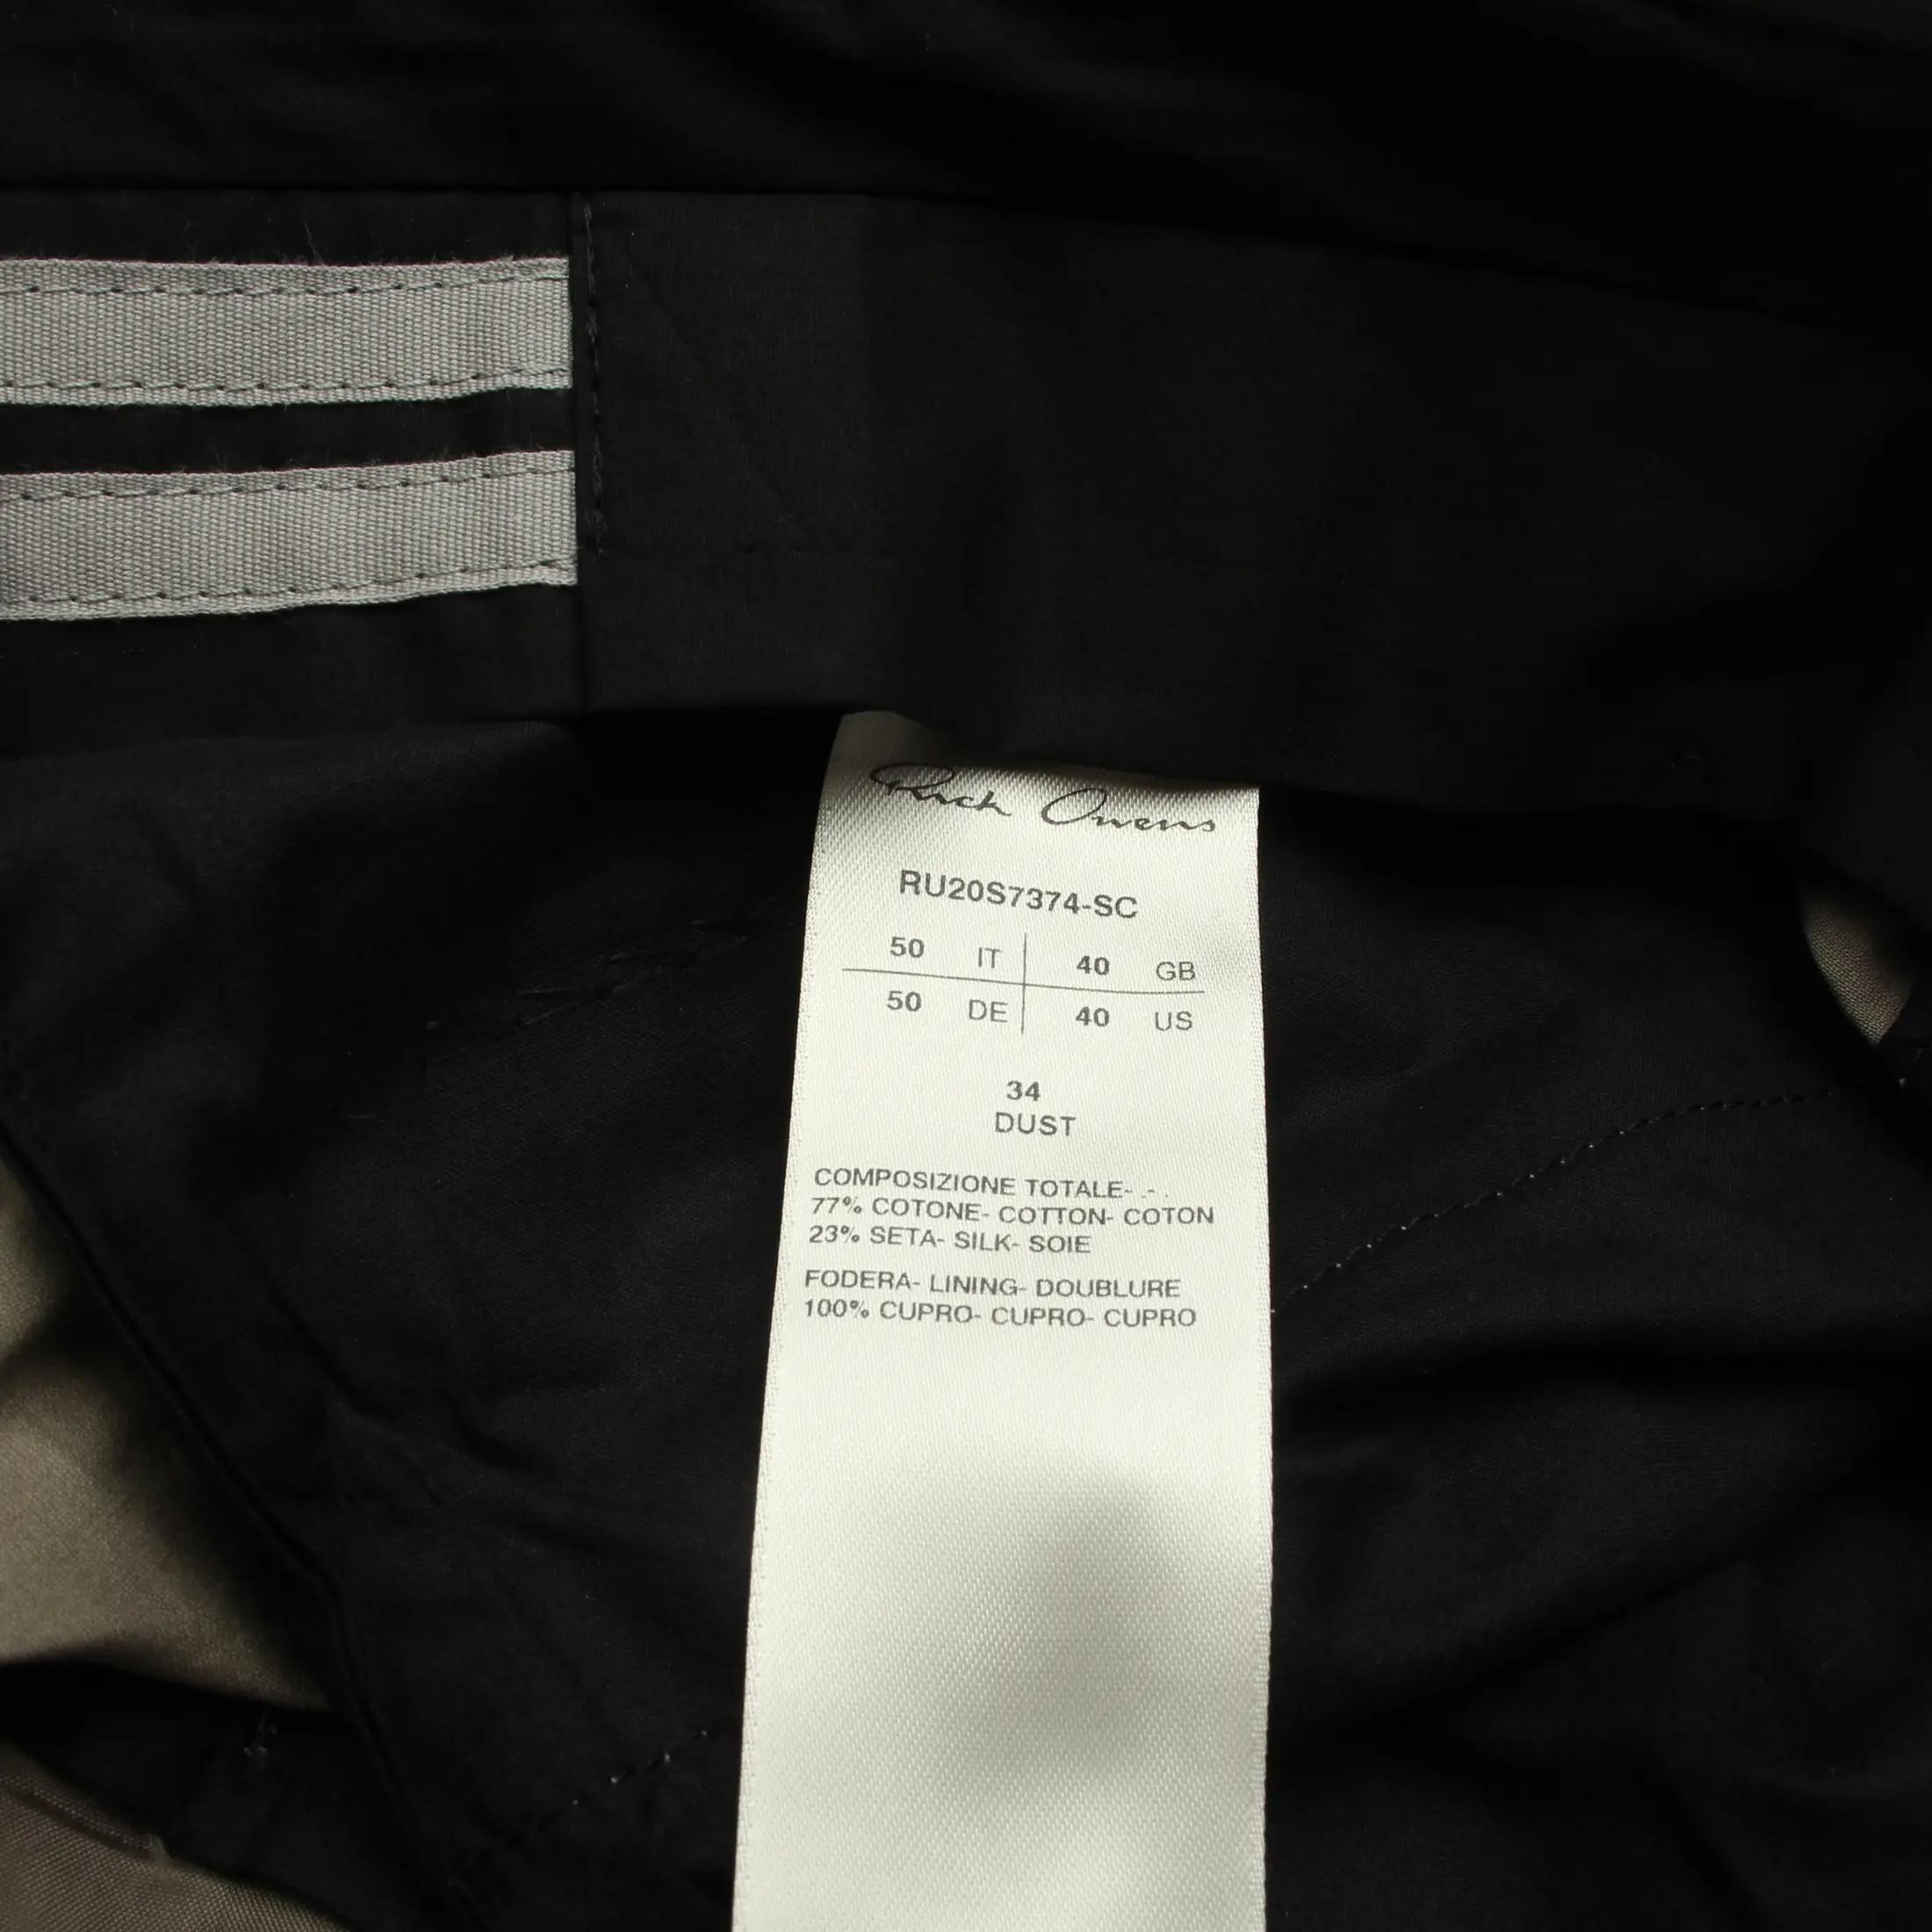 Rick Owens
RU20S7374-SC
50 IT 40 GB
50 DE 40 US
34
DUST
COMPOSIZIONE TOTALE- .- .
77% COTONE- COTTON- COTON
23% SETA- SILK- SOIE
FODERA- LINING- DOUBLURE
100% CUPRO- CUPRO- CUPRO